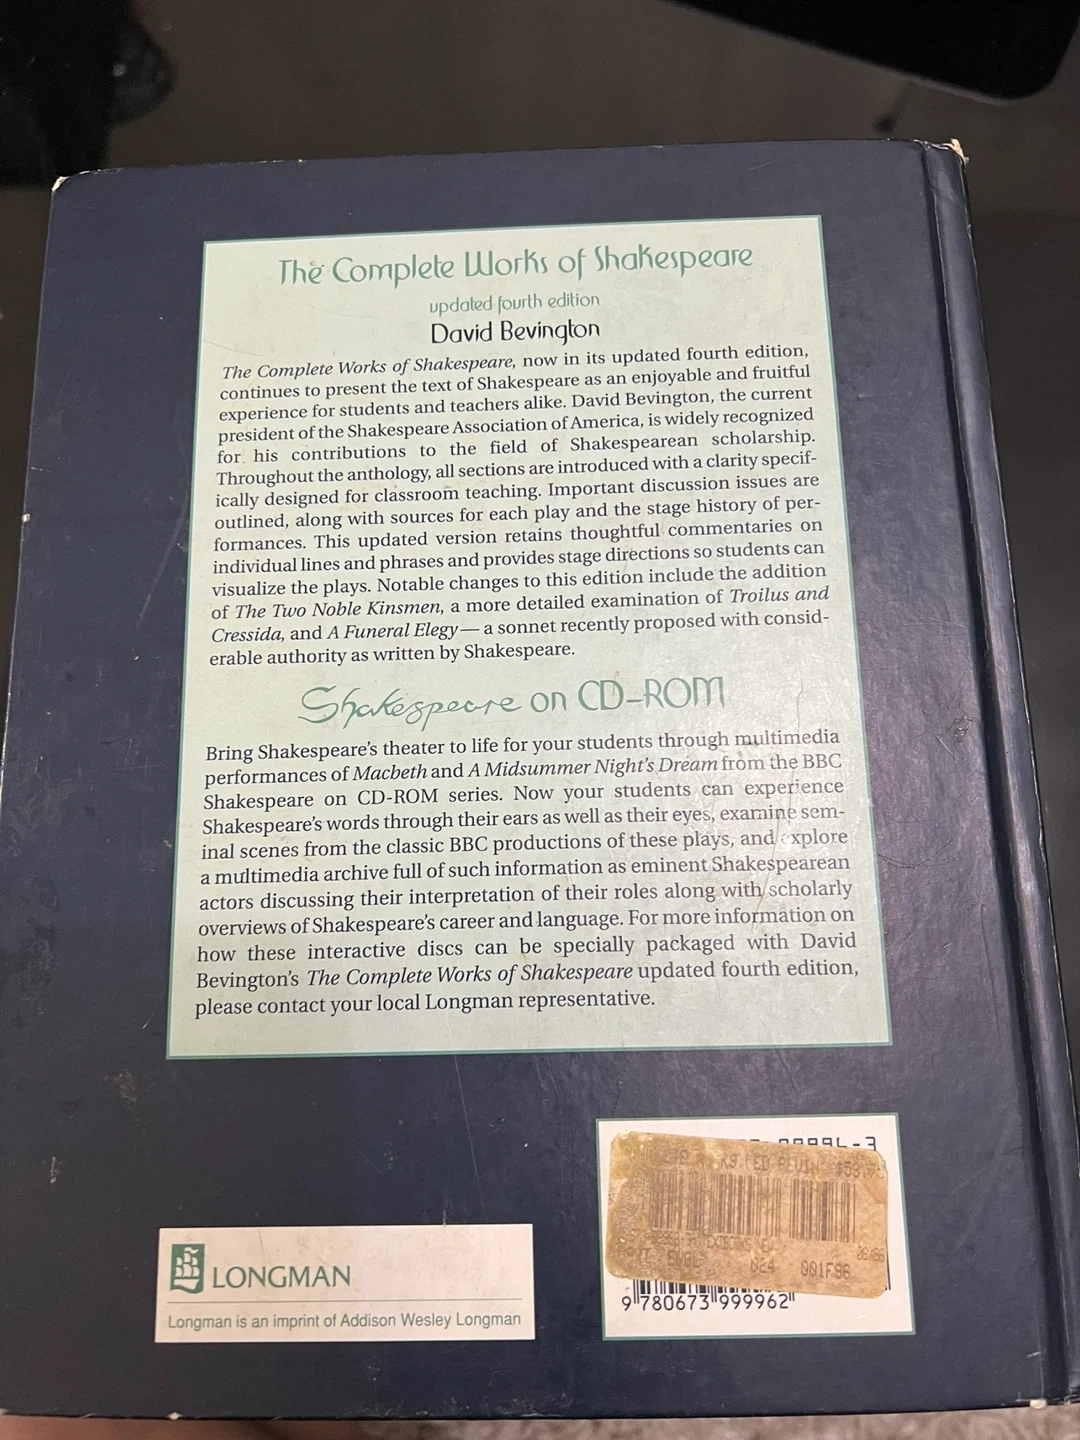 The Complete Works of Shakespeare
updated fourth edition
David Bevington
The Complete Works of Shakespeare, now in its updated fourth edition,
continues to present the text of Shakespeare as an enjoyable and fruitful
experience for students and teachers alike. David Bevington, the current
president of the Shakespeare Association of America, is widely recognized
for his contributions to the field of Shakespearean scholarship.
Throughout the anthology, all sections are introduced with a clarity specif-
ically designed for classroom teaching. Important discussion issues are
outlined, along with sources for each play and the stage history of per-
formances. This updated version retains thoughtful commentaries on
individual lines and phrases and provides stage directions so students can
visualize the plays. Notable changes to this edition include the addition
of The Two Noble Kinsmen, a more detailed examination of Troilus and
Cressida, and A Funeral Elegy — a sonnet recently proposed with consid-
erable authority as written by Shakespeare.
Shakespeare on CD-ROM
Bring Shakespeare's theater to life for your students through multimedia
performances of Macbeth and A Midsummer Night's Dream from the BBC
Shakespeare on CD-ROM series. Now your students can experience
Shakespeare's words through their ears as well as their eyes, examine sem-
inal scenes from the classic BBC productions of these plays, and explore
a multimedia archive full of such information as eminent Shakespearean
actors discussing their interpretation of their roles along with scholarly
overviews of Shakespeare's career and language. For more information on
how these interactive discs can be specially packaged with David
Bevington's The Complete Works of Shakespeare updated fourth edition,
please contact your local Longman representative.
LONGMAN
Longman is an imprint of Addison Wesley Longman
024 001F96
9 780673 999962